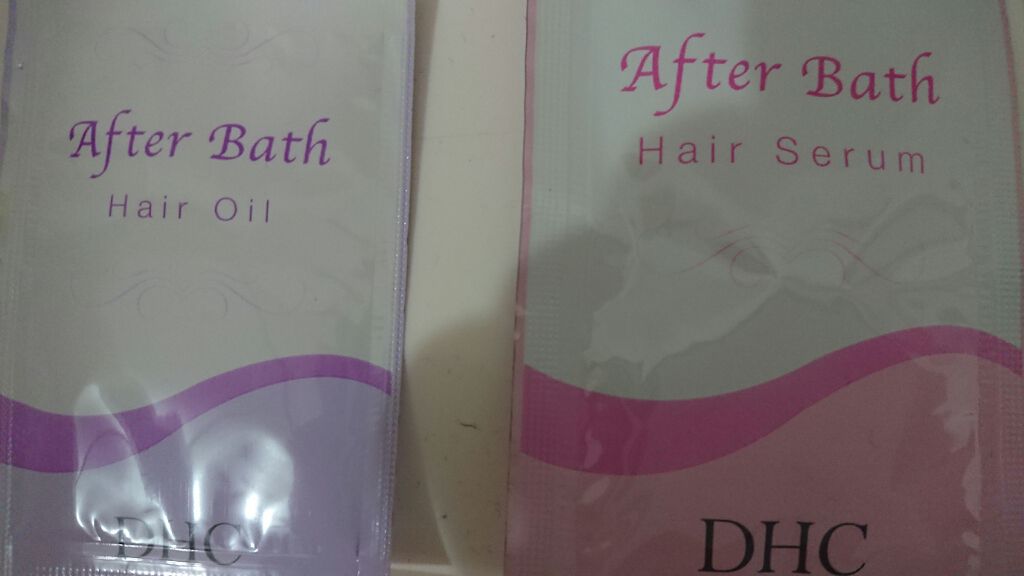 After Bath
Hair Oil
DHC
After Bath
Hair Serum
DHC